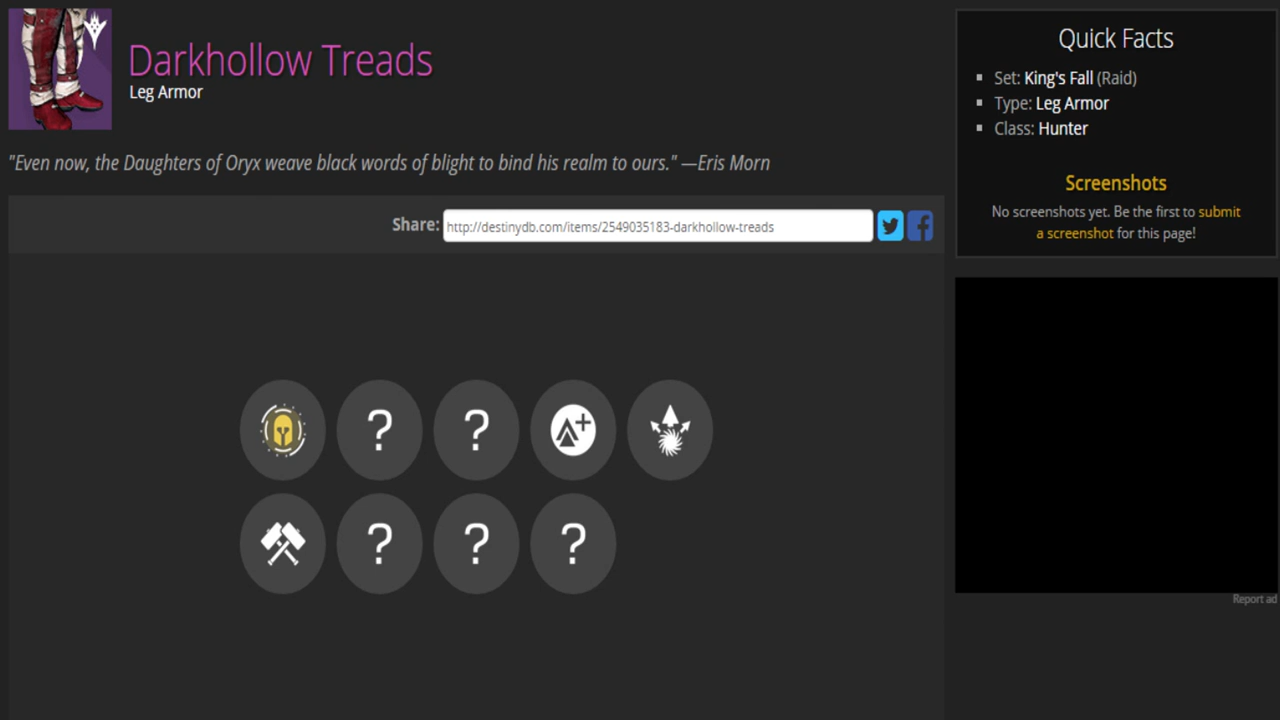 Darkhollow Treads
Leg Armor
"Even now, the Daughters of Oryx weave black words of blight to bind his realm to ours." —Eris Morn
Share: http://destinydb.com/items/2549035183-darkhollow-treads
? ?
? ? ?
Quick Facts
Set: King's Fall (Raid)
Type: Leg Armor
Class: Hunter
Screenshots
No screenshots yet. Be the first to submit
a screenshot for this page!
Report ad